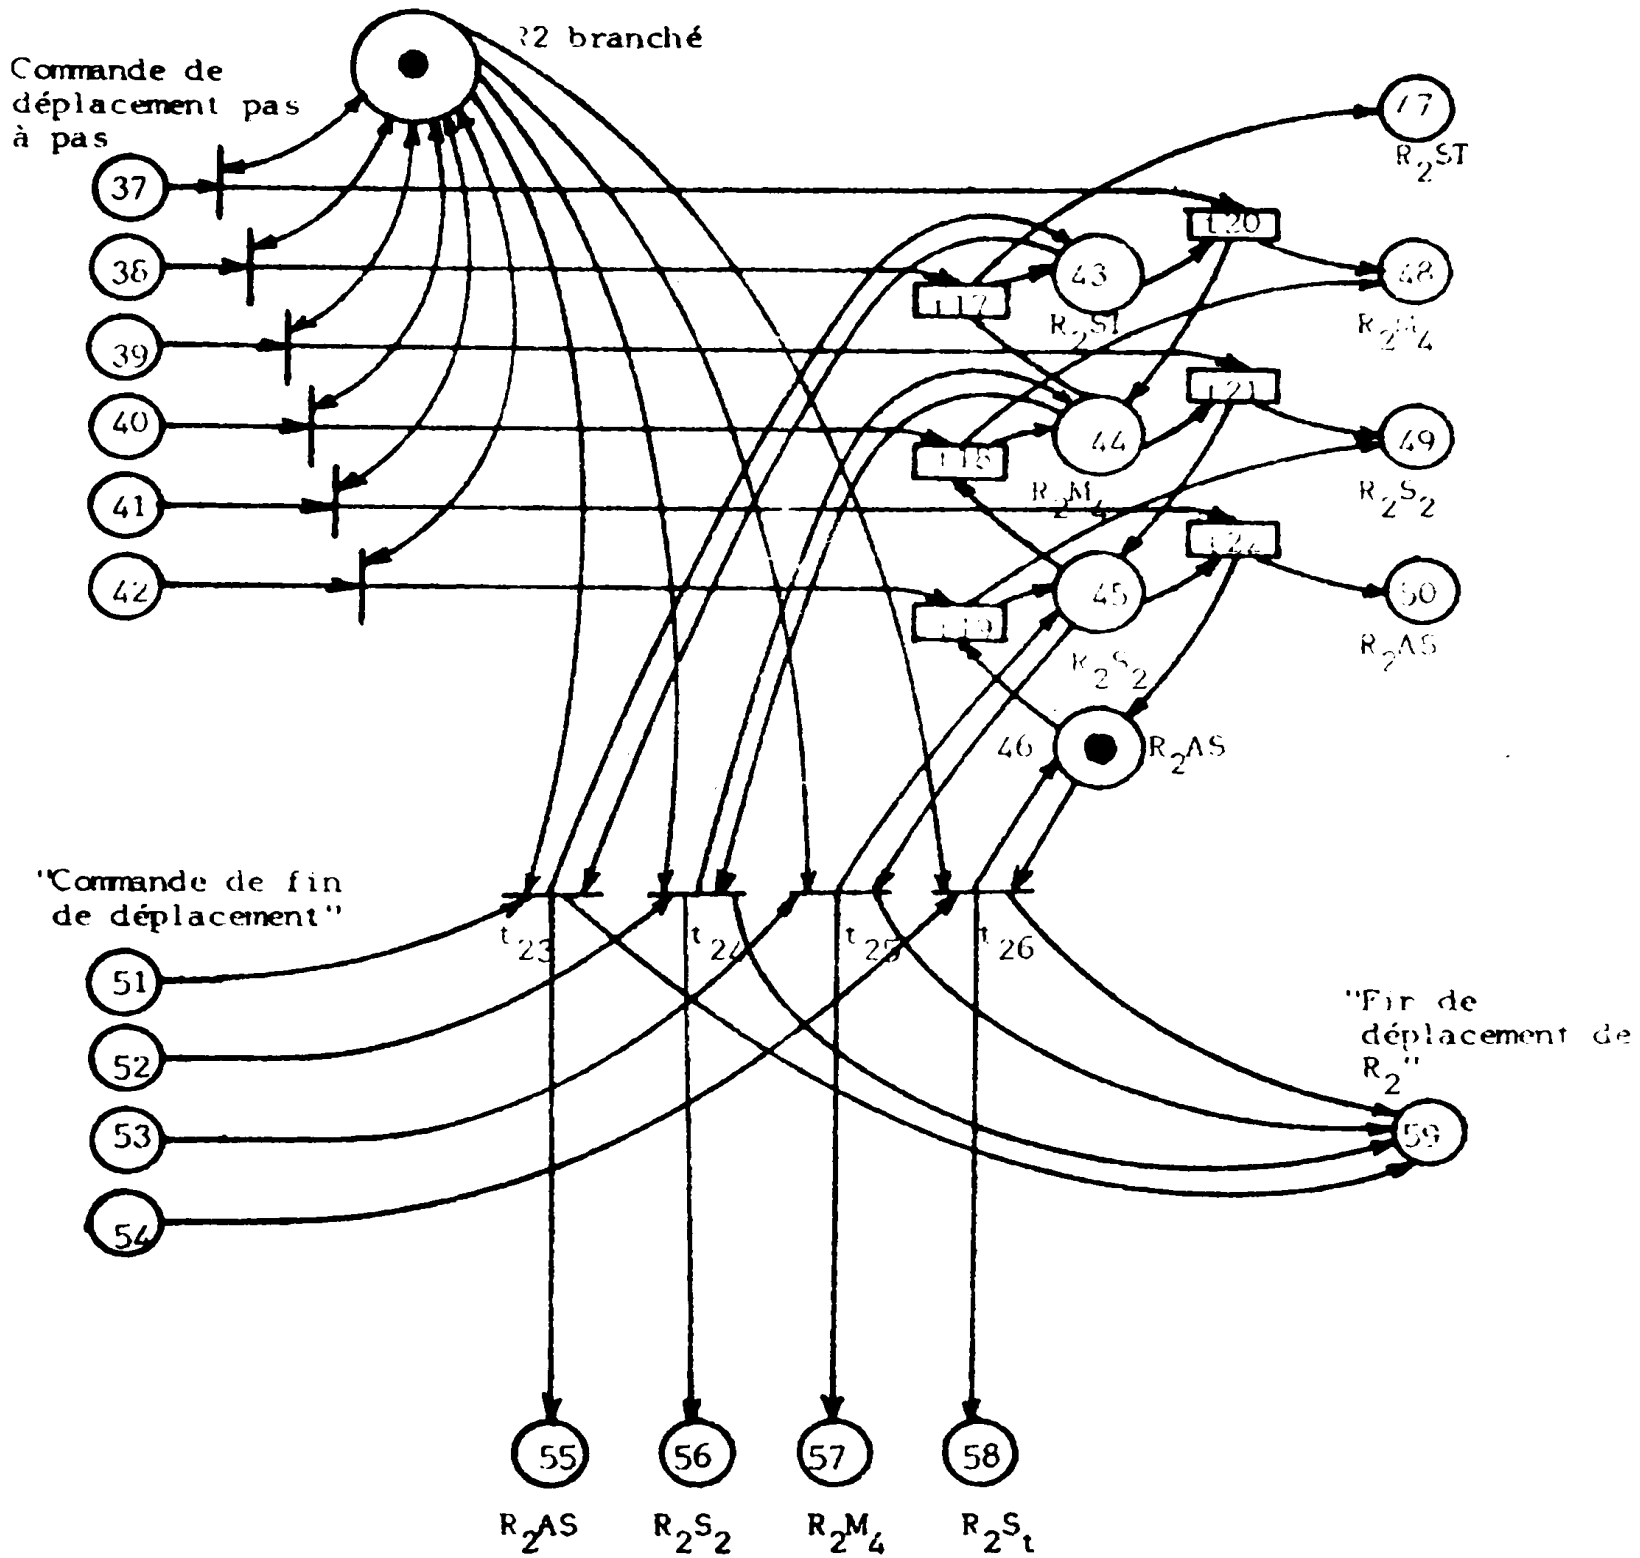 R2 branché
Commande de
déplacement pas
à pas
37
38
39
40
41
42
47
R2ST
t20
43
t17
R2ST
48
R2M4
t21
44
t18
R2M4
49
R2S2
t22
45
t19
R2S2
50
R2AS
46
R2AS
"Commande de fin
de déplacement"
t23
t24
t25
t26
51
52
53
54
"Fin de
déplacement de
R2"
59
55
56
57
58
R2AS
R2S2
R2M4
R2St